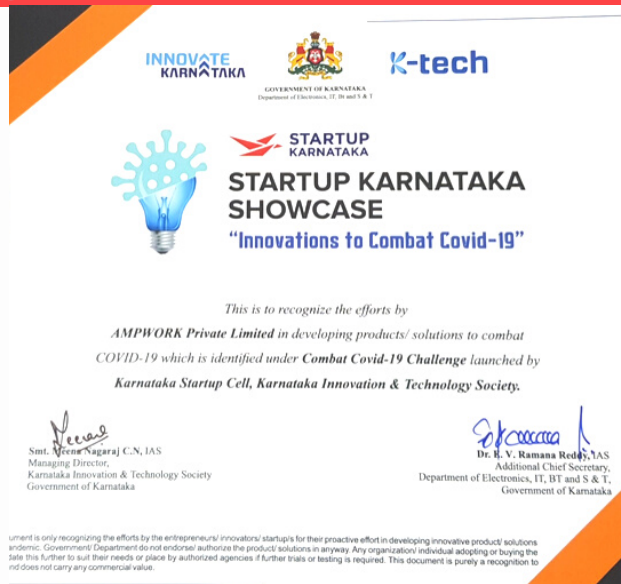 INNOVATE
KARNATAKA
GOVERNMENT OF KARNATAKA
Department of Electronics, IT, Bt and S & T
K-tech
STARTUP
KARNATAKA
STARTUP KARNATAKA
SHOWCASE
“Innovations to Combat Covid-19”
This is to recognize the efforts by
AMPWORK Private Limited in developing products/ solutions to combat
COVID-19 which is identified under Combat Covid-19 Challenge launched by
Karnataka Startup Cell, Karnataka Innovation & Technology Society.
Smt. Meena Nagaraj C.N, IAS
Managing Director,
Karnataka Innovation & Technology Society
Government of Karnataka
Dr. E. V. Ramana Reddy, IAS
Additional Chief Secretary,
Department of Electronics, IT, BT and S & T,
Government of Karnataka
ument is only recognizing the efforts by the entrepreneurs/ innovators/ startup/s for their proactive effort in developing innovative product/ solutions
andemic. Government/ Department do not endorse/ authorize the product/ solutions in anyway. Any organization/ individual adopting or buying the
date this further to suit their needs or place by authorized agencies if further trials or testing is required. This document is purely a recognition to
nd does not carry any commercial value.